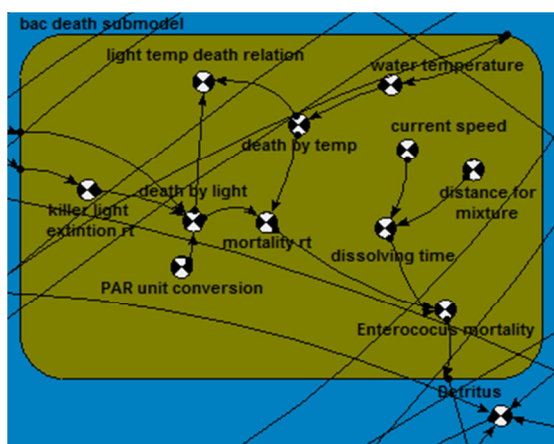 bac death submodel
light temp death relation
water temperature
current speed
death by temp
death by light
distance for
mixture
killer light
extintion rt
mortality rt
dissolving time
PAR unit conversion
Enterococus mortality
Detritus